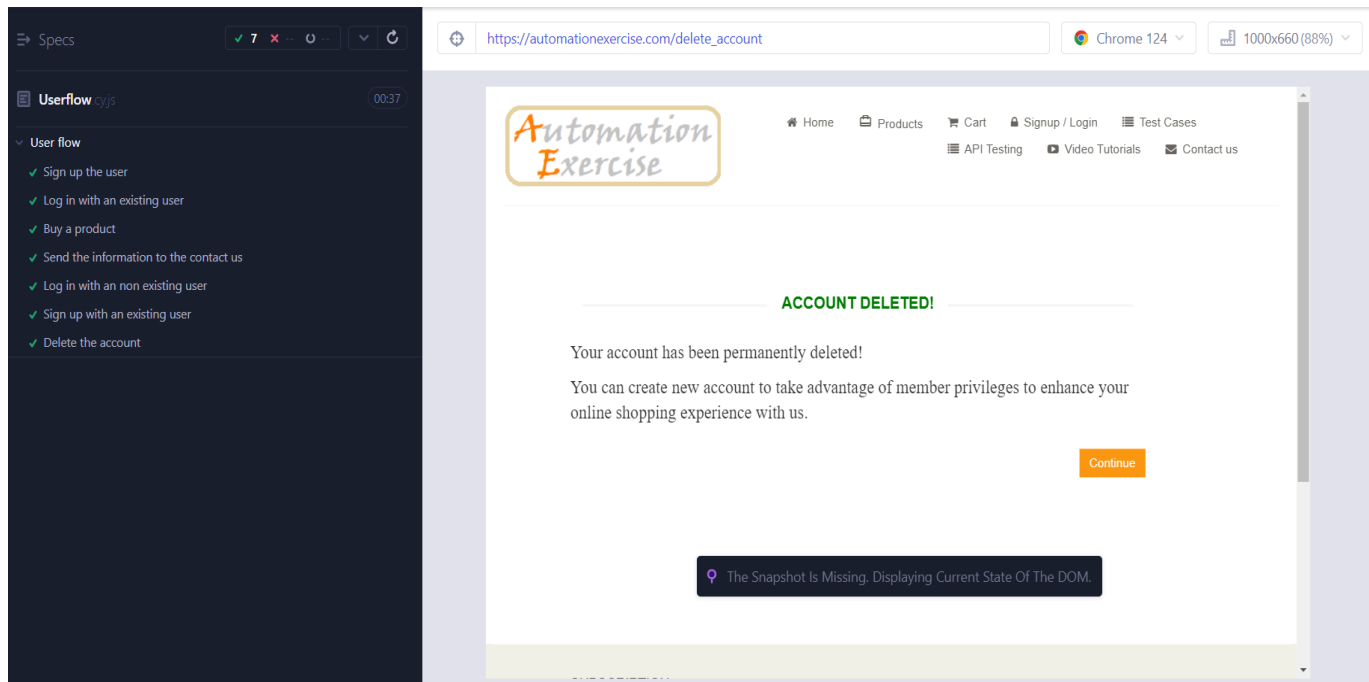 Specs
7 -- --
Userflow.cy.js 00:37
User flow
Sign up the user
Log in with an existing user
Buy a product
Send the information to the contact us
Log in with an non existing user
Sign up with an existing user
Delete the account
https://automationexercise.com/delete_account
Chrome 124
1000x660 (88%)
Automation
Exercise
Home Products Cart Signup / Login Test Cases
API Testing Video Tutorials Contact us
ACCOUNT DELETED!
Your account has been permanently deleted!
You can create new account to take advantage of member privileges to enhance your
online shopping experience with us.
Continue
The Snapshot Is Missing. Displaying Current State Of The DOM.